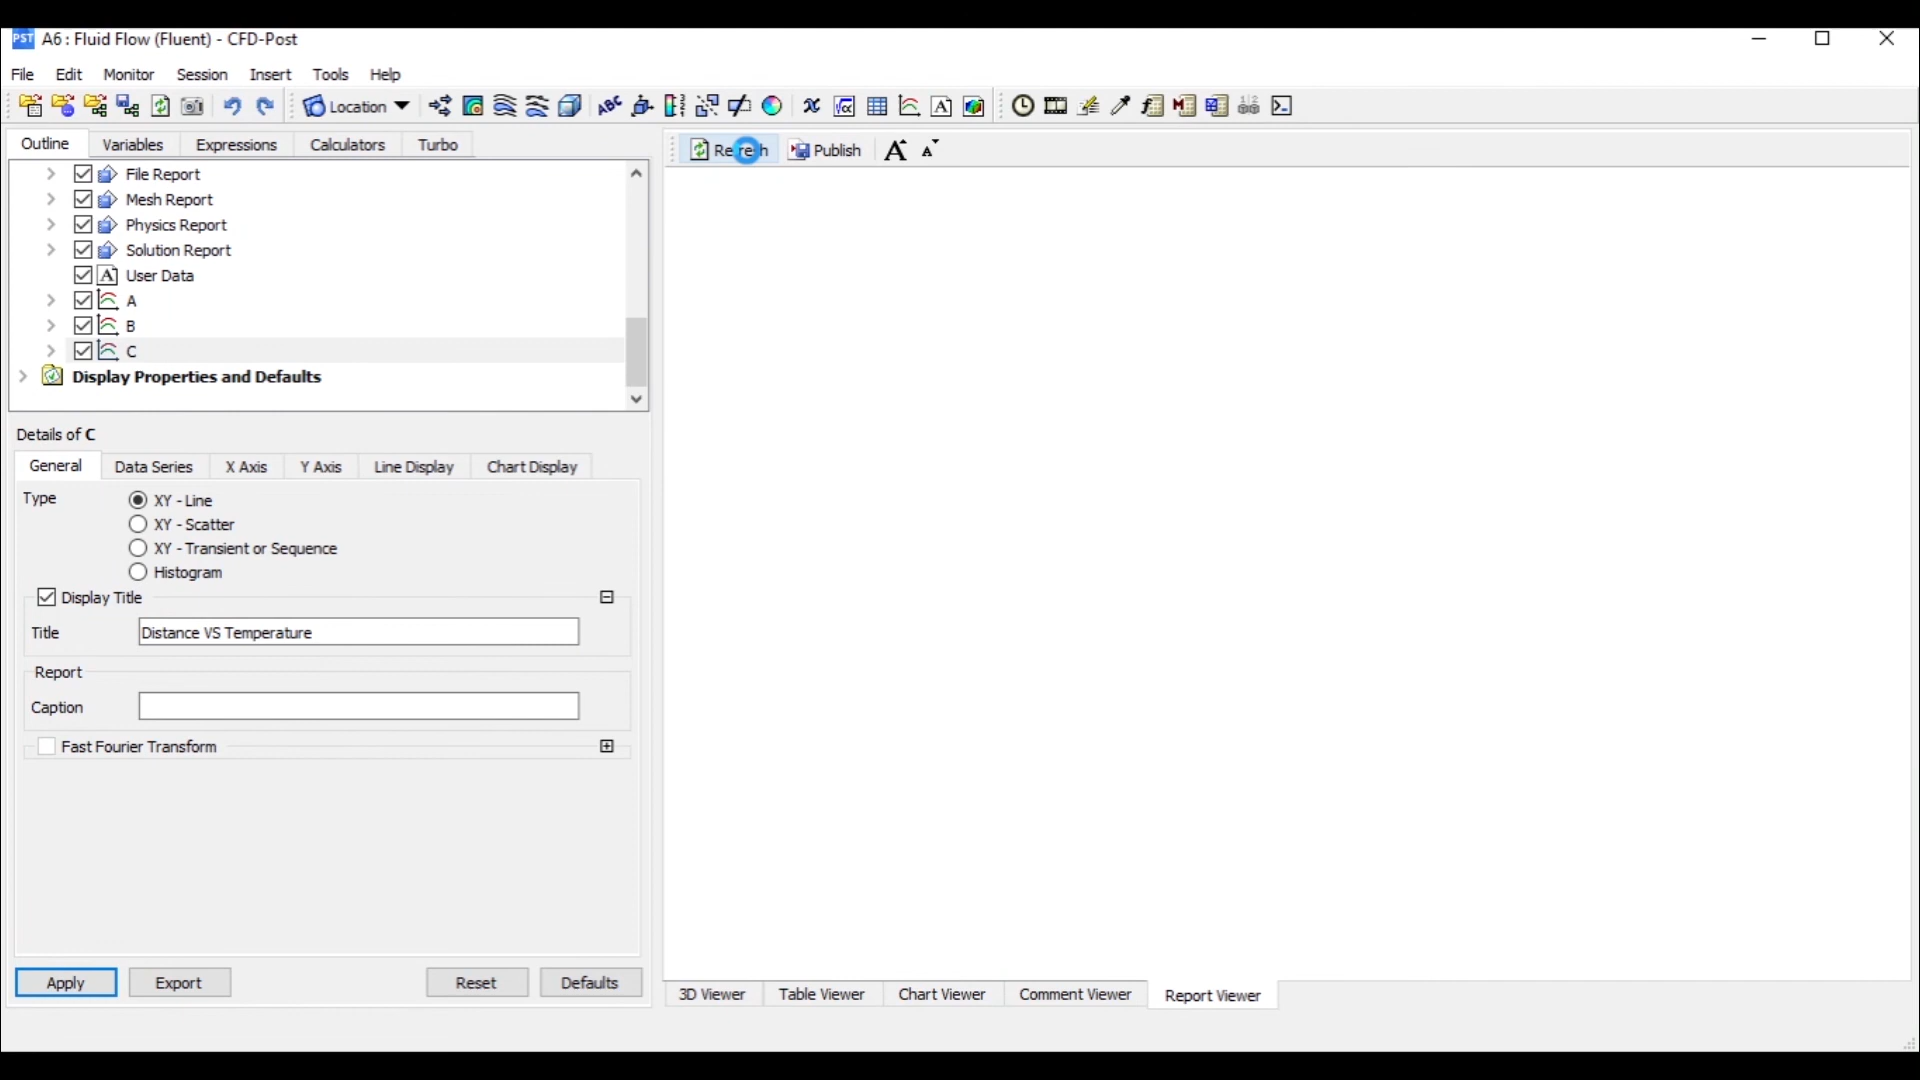 PST A6 : Fluid Flow (Fluent) - CFD-Post
File Edit Monitor Session Insert Tools Help
Location
Outline Variables Expressions Calculators Turbo
File Report
Mesh Report
Physics Report
Solution Report
User Data
A
B
C
Display Properties and Defaults
Details of C
General Data Series X Axis Y Axis Line Display Chart Display
Type
XY - Line
XY - Scatter
XY - Transient or Sequence
Histogram
Display Title
Title Distance VS Temperature
Report
Caption
Fast Fourier Transform
Apply Export Reset Defaults
Refresh Publish
3D Viewer Table Viewer Chart Viewer Comment Viewer Report Viewer